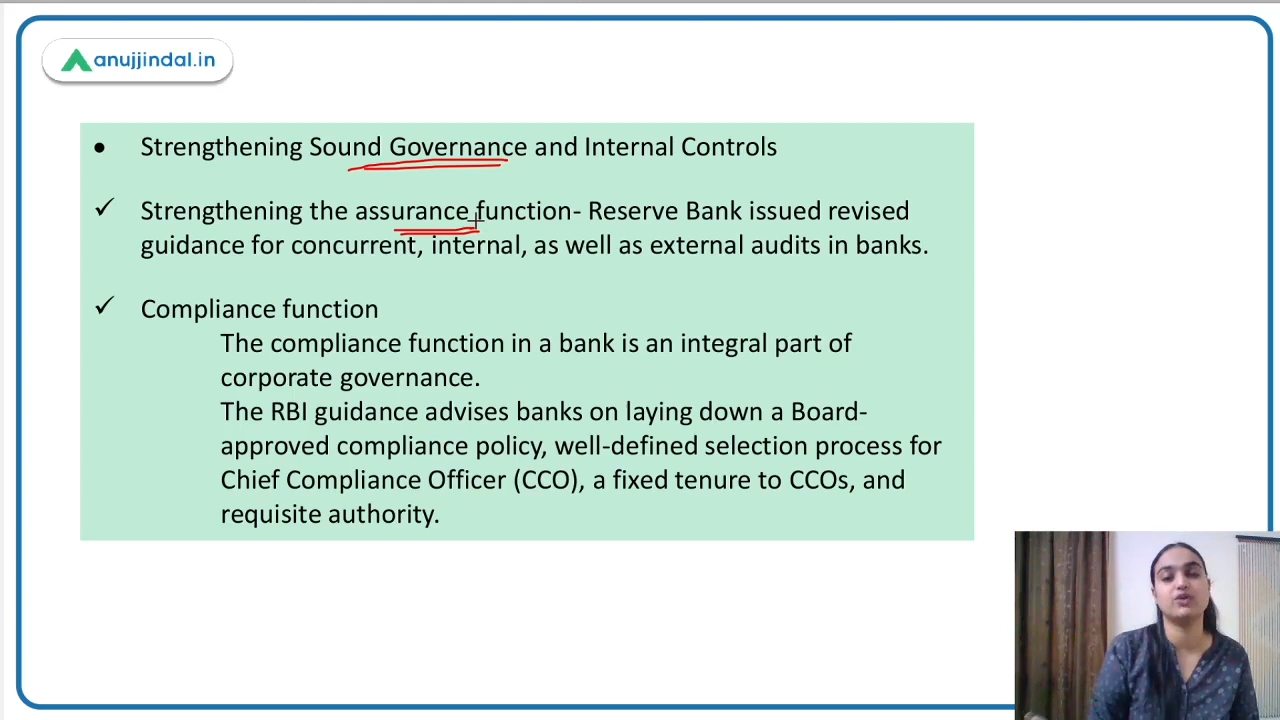 anujjindal.in
• Strengthening Sound Governance and Internal Controls
✓ Strengthening the assurance function- Reserve Bank issued revised
guidance for concurrent, internal, as well as external audits in banks.
✓ Compliance function
The compliance function in a bank is an integral part of
corporate governance.
The RBI guidance advises banks on laying down a Board-
approved compliance policy, well-defined selection process for
Chief Compliance Officer (CCO), a fixed tenure to CCOs, and
requisite authority.